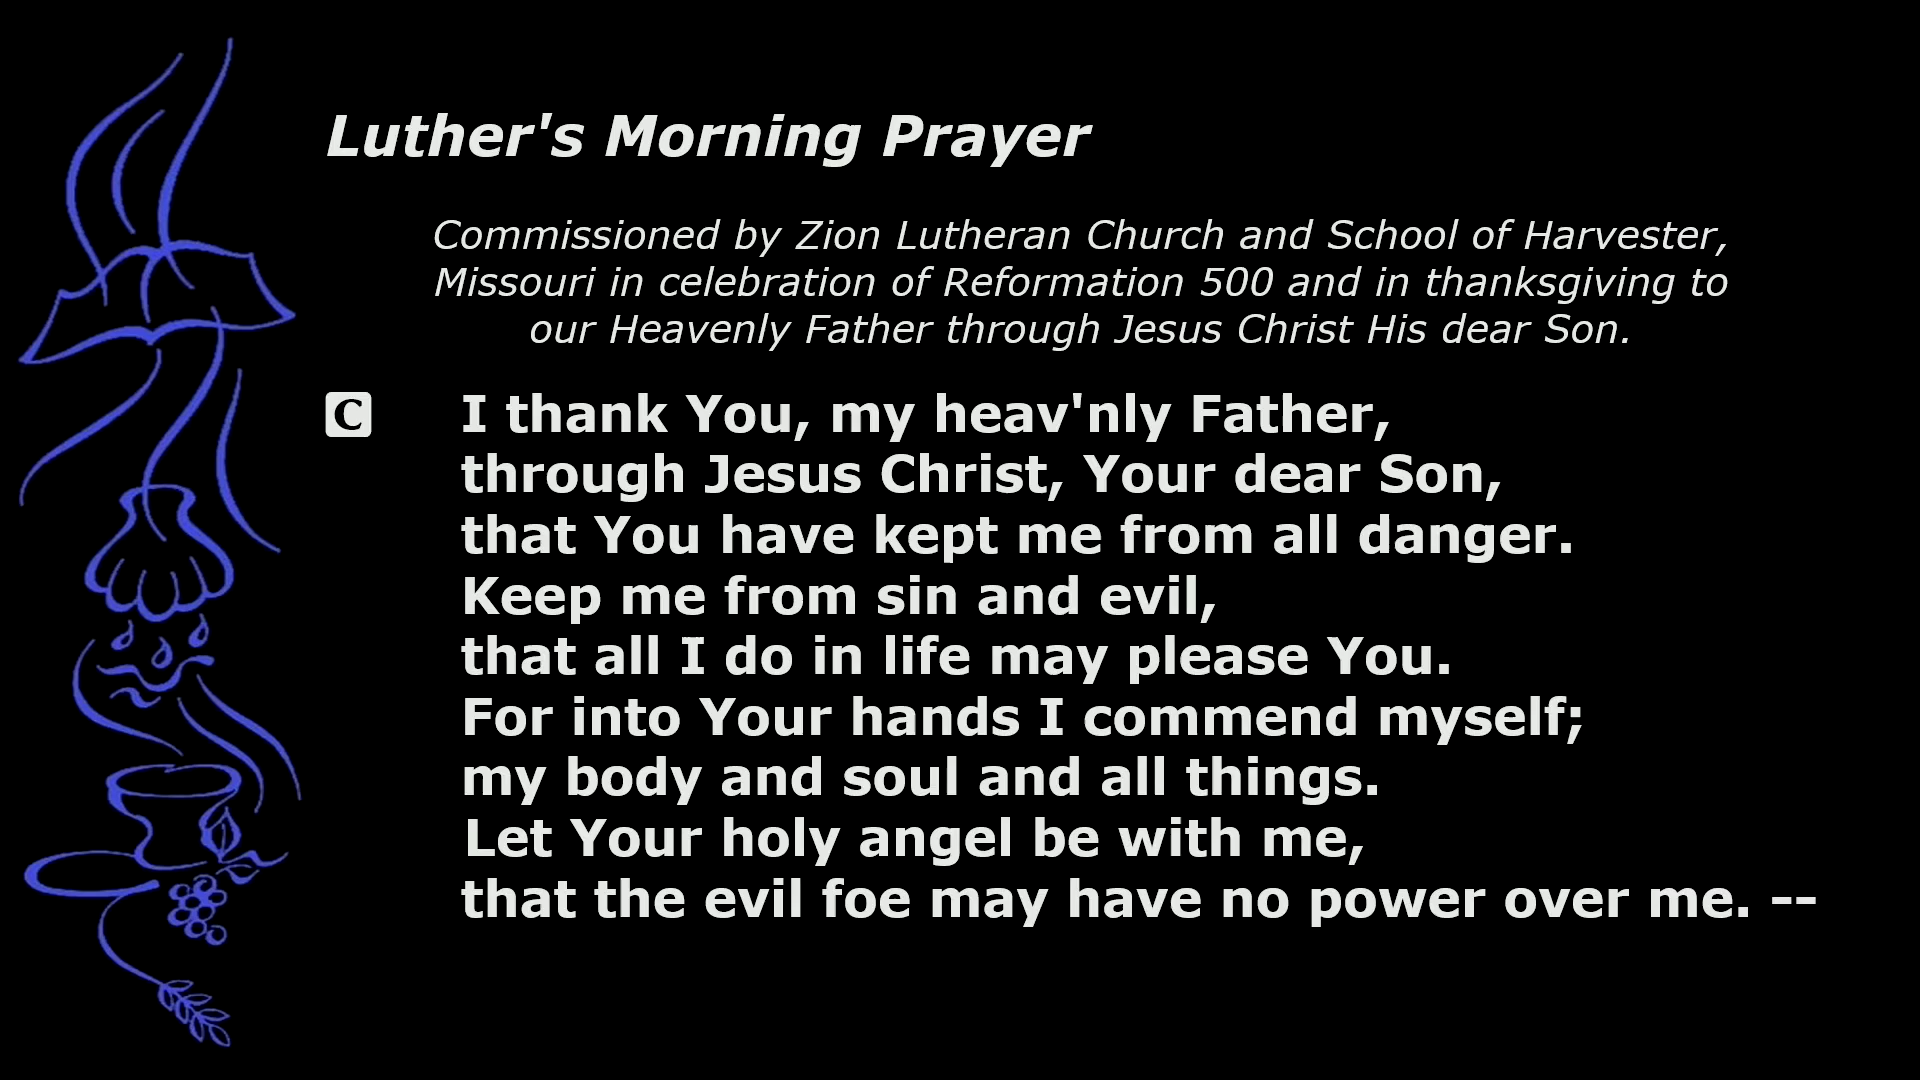 Luther's Morning Prayer
Commissioned by Zion Lutheran Church and School of Harvester,
Missouri in celebration of Reformation 500 and in thanksgiving to
our Heavenly Father through Jesus Christ His dear Son.
C I thank You, my heav'nly Father,
through Jesus Christ, Your dear Son,
that You have kept me from all danger.
Keep me from sin and evil,
that all I do in life may please You.
For into Your hands I commend myself;
my body and soul and all things.
Let Your holy angel be with me,
that the evil foe may have no power over me. --